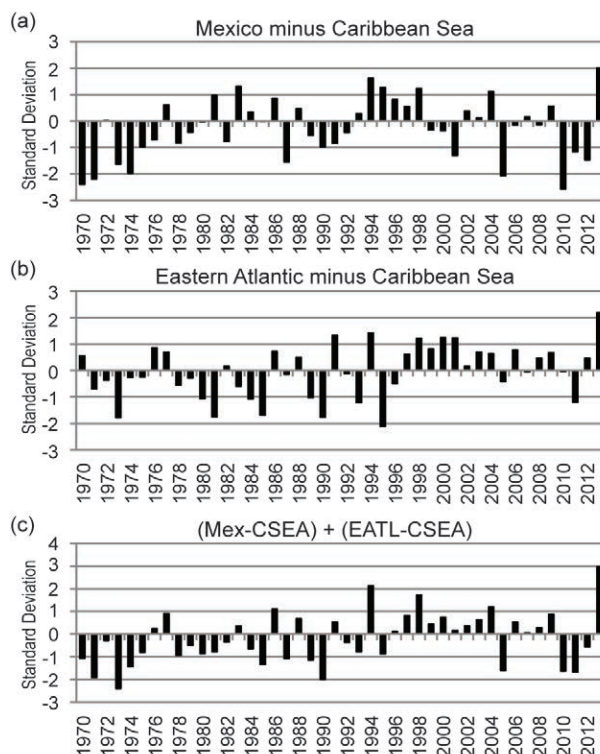 (a)
Mexico minus Caribbean Sea
Standard Deviation
3
2
1
0
-1
-2
-3
1970 1972 1974 1976 1978 1980 1982 1984 1986 1988 1990 1992 1994 1996 1998 2000 2002 2004 2006 2008 2010 2012
(b)
Eastern Atlantic minus Caribbean Sea
Standard Deviation
3
2
1
0
-1
-2
-3
1970 1972 1974 1976 1978 1980 1982 1984 1986 1988 1990 1992 1994 1996 1998 2000 2002 2004 2006 2008 2010 2012
(c)
(Mex-CSEA) + (EATL-CSEA)
Standard Deviation
4
3
2
1
0
-1
-2
-3
1970 1972 1974 1976 1978 1980 1982 1984 1986 1988 1990 1992 1994 1996 1998 2000 2002 2004 2006 2008 2010 2012